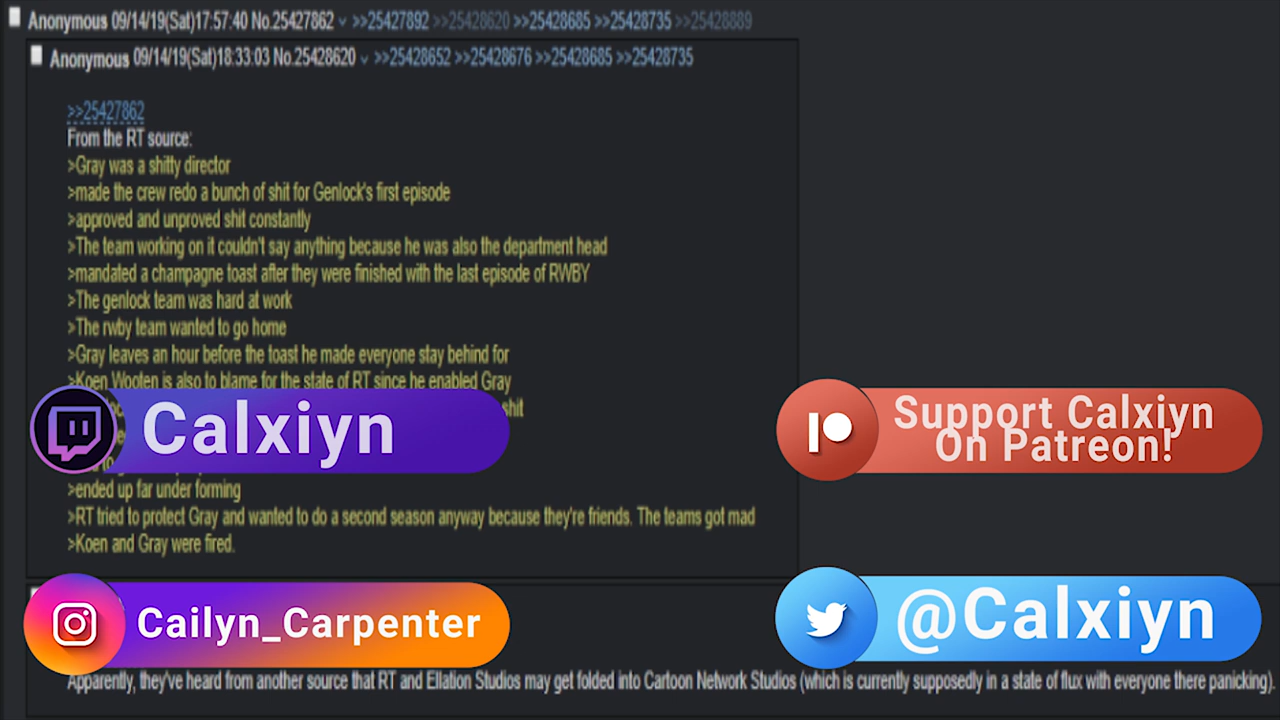 Anonymous 09/14/19(Sat)17:57:40 No.25427862 >>25427892 >>25428620 >>25428685 >>25428735 >>25428889
Anonymous 09/14/19(Sat)18:33:03 No.25428620 >>25428652 >>25428676 >>25428685 >>25428735
>>25427862
From the RT source:
>Gray was a shitty director
>made the crew redo a bunch of shit for Genlock's first episode
>approved and unproved shit constantly
>The team working on it couldn't say anything because he was also the department head
>mandated a champagne toast after they were finished with the last episode of RWBY
>The genlock team was hard at work
>The rwby team wanted to go home
>Gray leaves an hour before the toast he made everyone stay behind for
>Koen Wooten is also to blame for the state of RT since he enabled Gray
shit
Calxiyn
Support Calxiyn
On Patreon!
>ended up far under forming
>RT tried to protect Gray and wanted to do a second season anyway because they're friends. The teams got mad
>Koen and Gray were fired.
Cailyn_Carpenter
@Calxiyn
Apparently, they've heard from another source that RT and Ellation Studios may get folded into Cartoon Network Studios (which is currently supposedly in a state of flux with everyone there panicking).